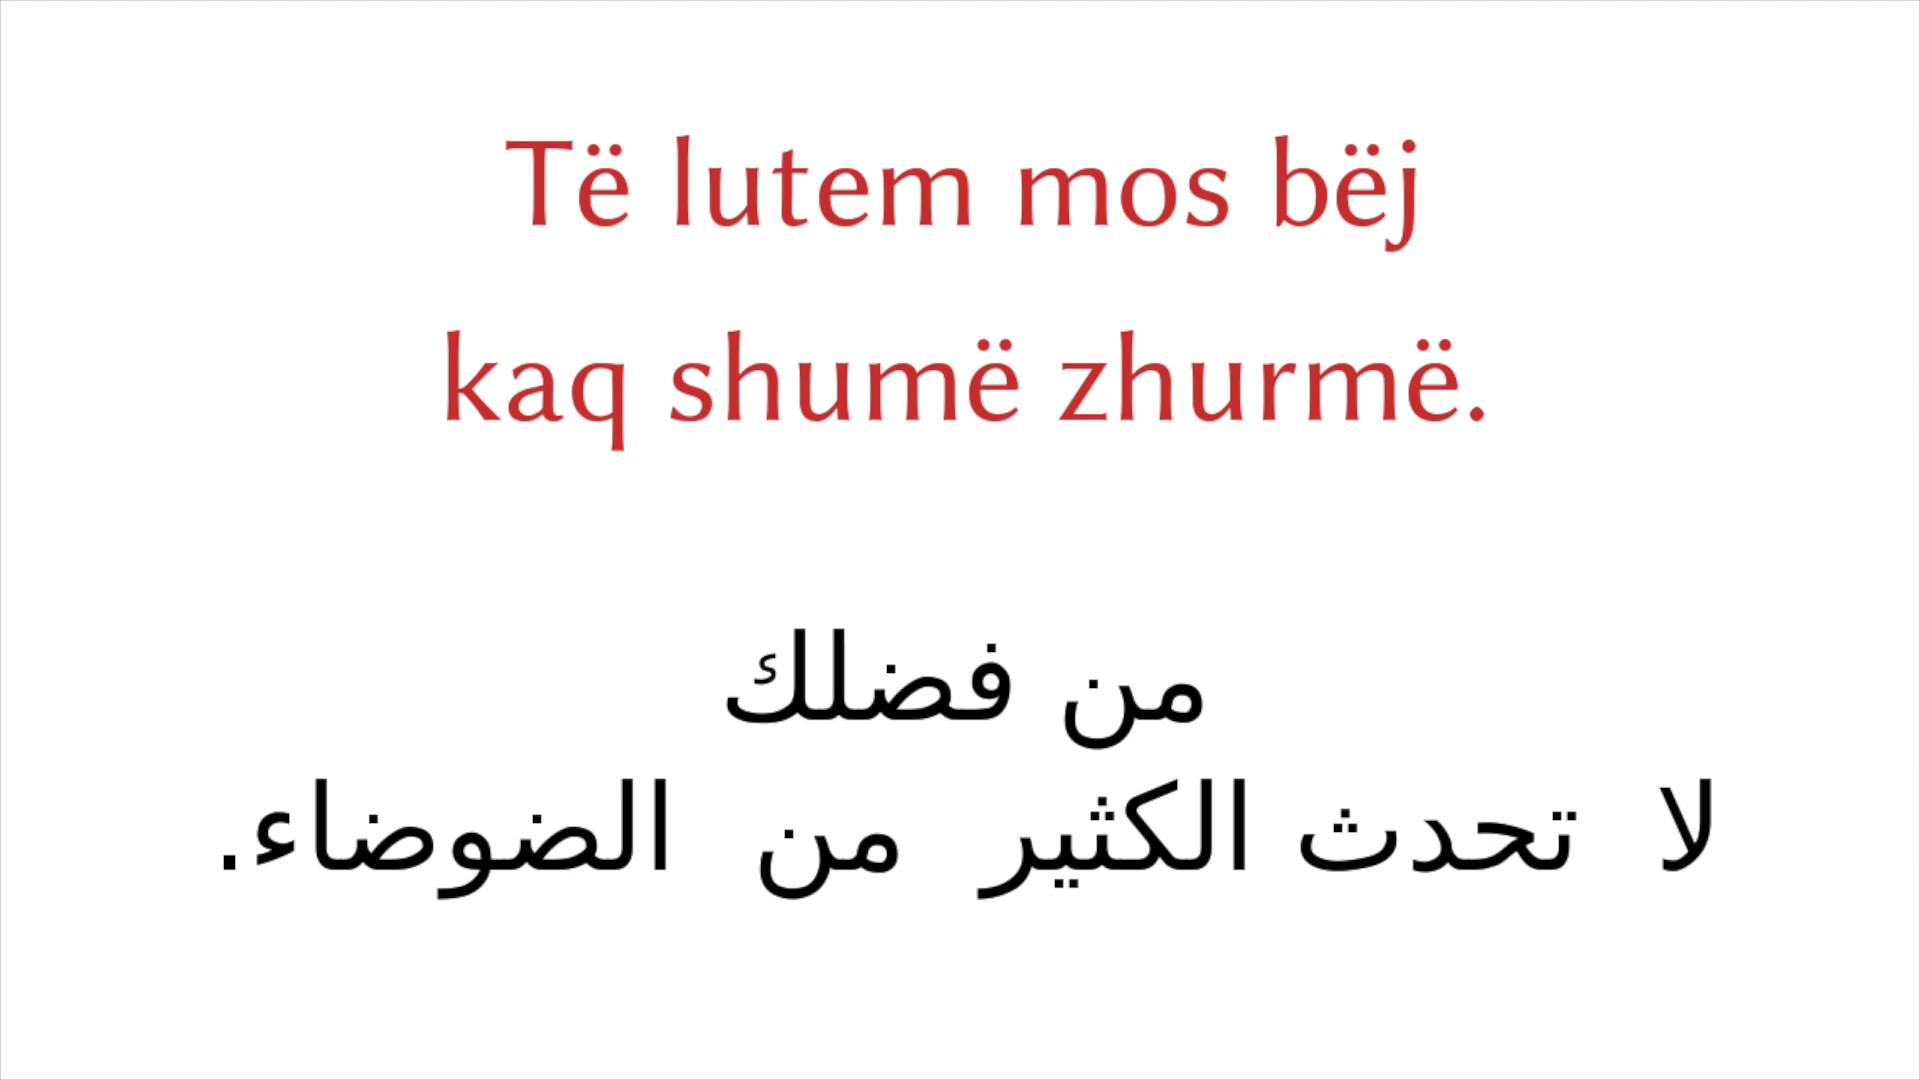 Të lutem mos bëj
kaq shumë zhurmë.
من فضلك
لا تحدث الكثير من الضوضاء.